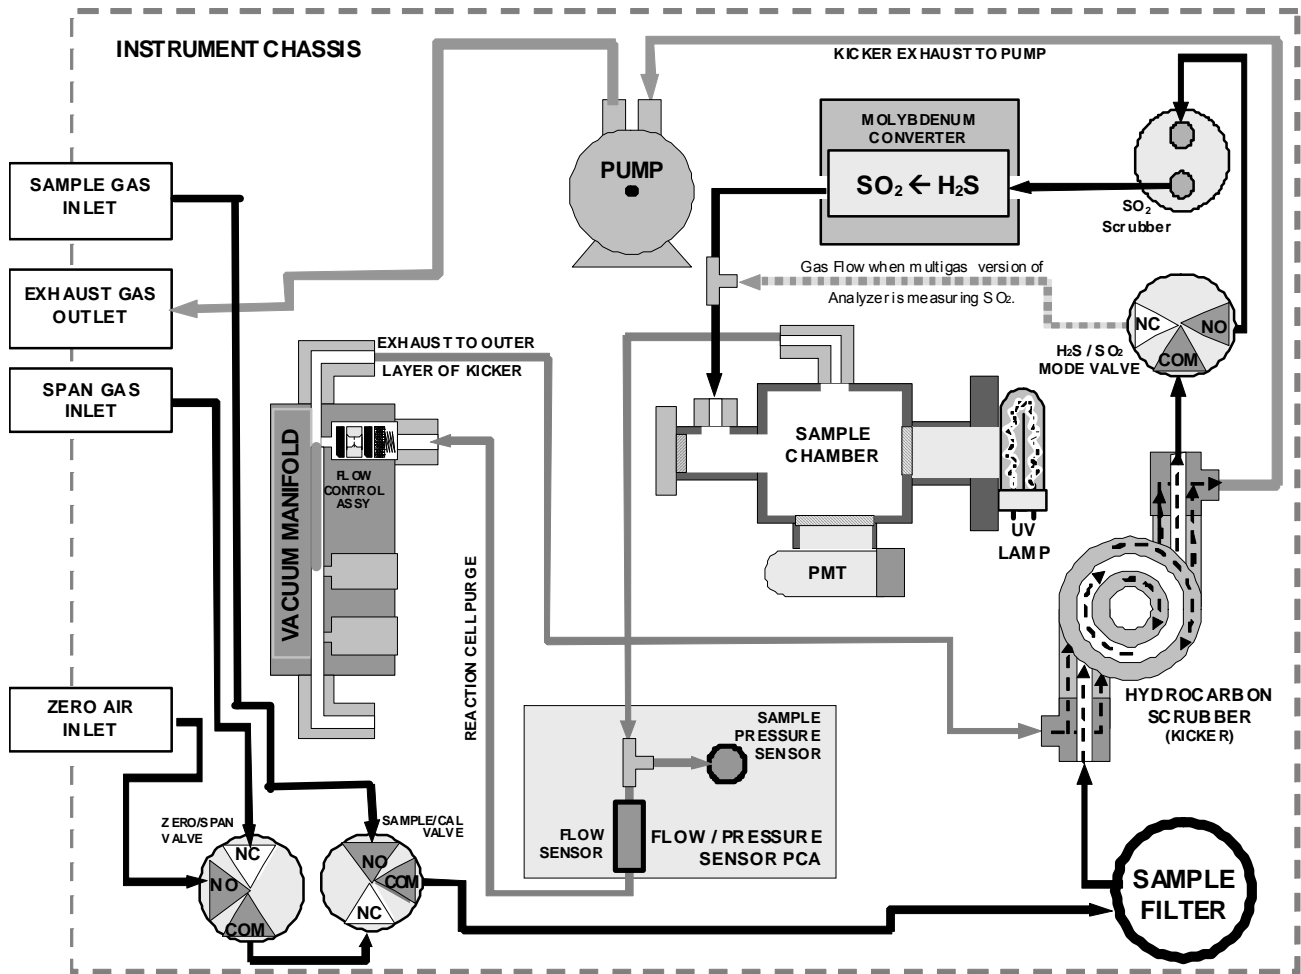 INSTRUMENT CHASSIS
KICKER EXHAUST TO PUMP
MOLYBDENUM
CONVERTER
SO₂ ← H₂S
PUMP
SO₂
Scrubber
SAMPLE GAS
INLET
EXHAUST GAS
OUTLET
SPAN GAS
INLET
Gas Flow when multigas version of
Analyzer is measuring SO₂.
NC
NO
COM
H₂S / SO₂
MODE VALVE
EXHAUST TO OUTER
LAYER OF KICKER
VACUUM MANIFOLD
FLOW
CONTROL
ASSY
SAMPLE
CHAMBER
UV
LAMP
PMT
REACTION CELL PURGE
HYDROCARBON
SCRUBBER
(KICKER)
ZERO AIR
INLET
SAMPLE
PRESSURE
SENSOR
FLOW
SENSOR
FLOW / PRESSURE
SENSOR PCA
ZERO/SPAN
VALVE
NC
NO
COM
SAMPLE/CAL
VALVE
NO
COM
NC
SAMPLE
FILTER